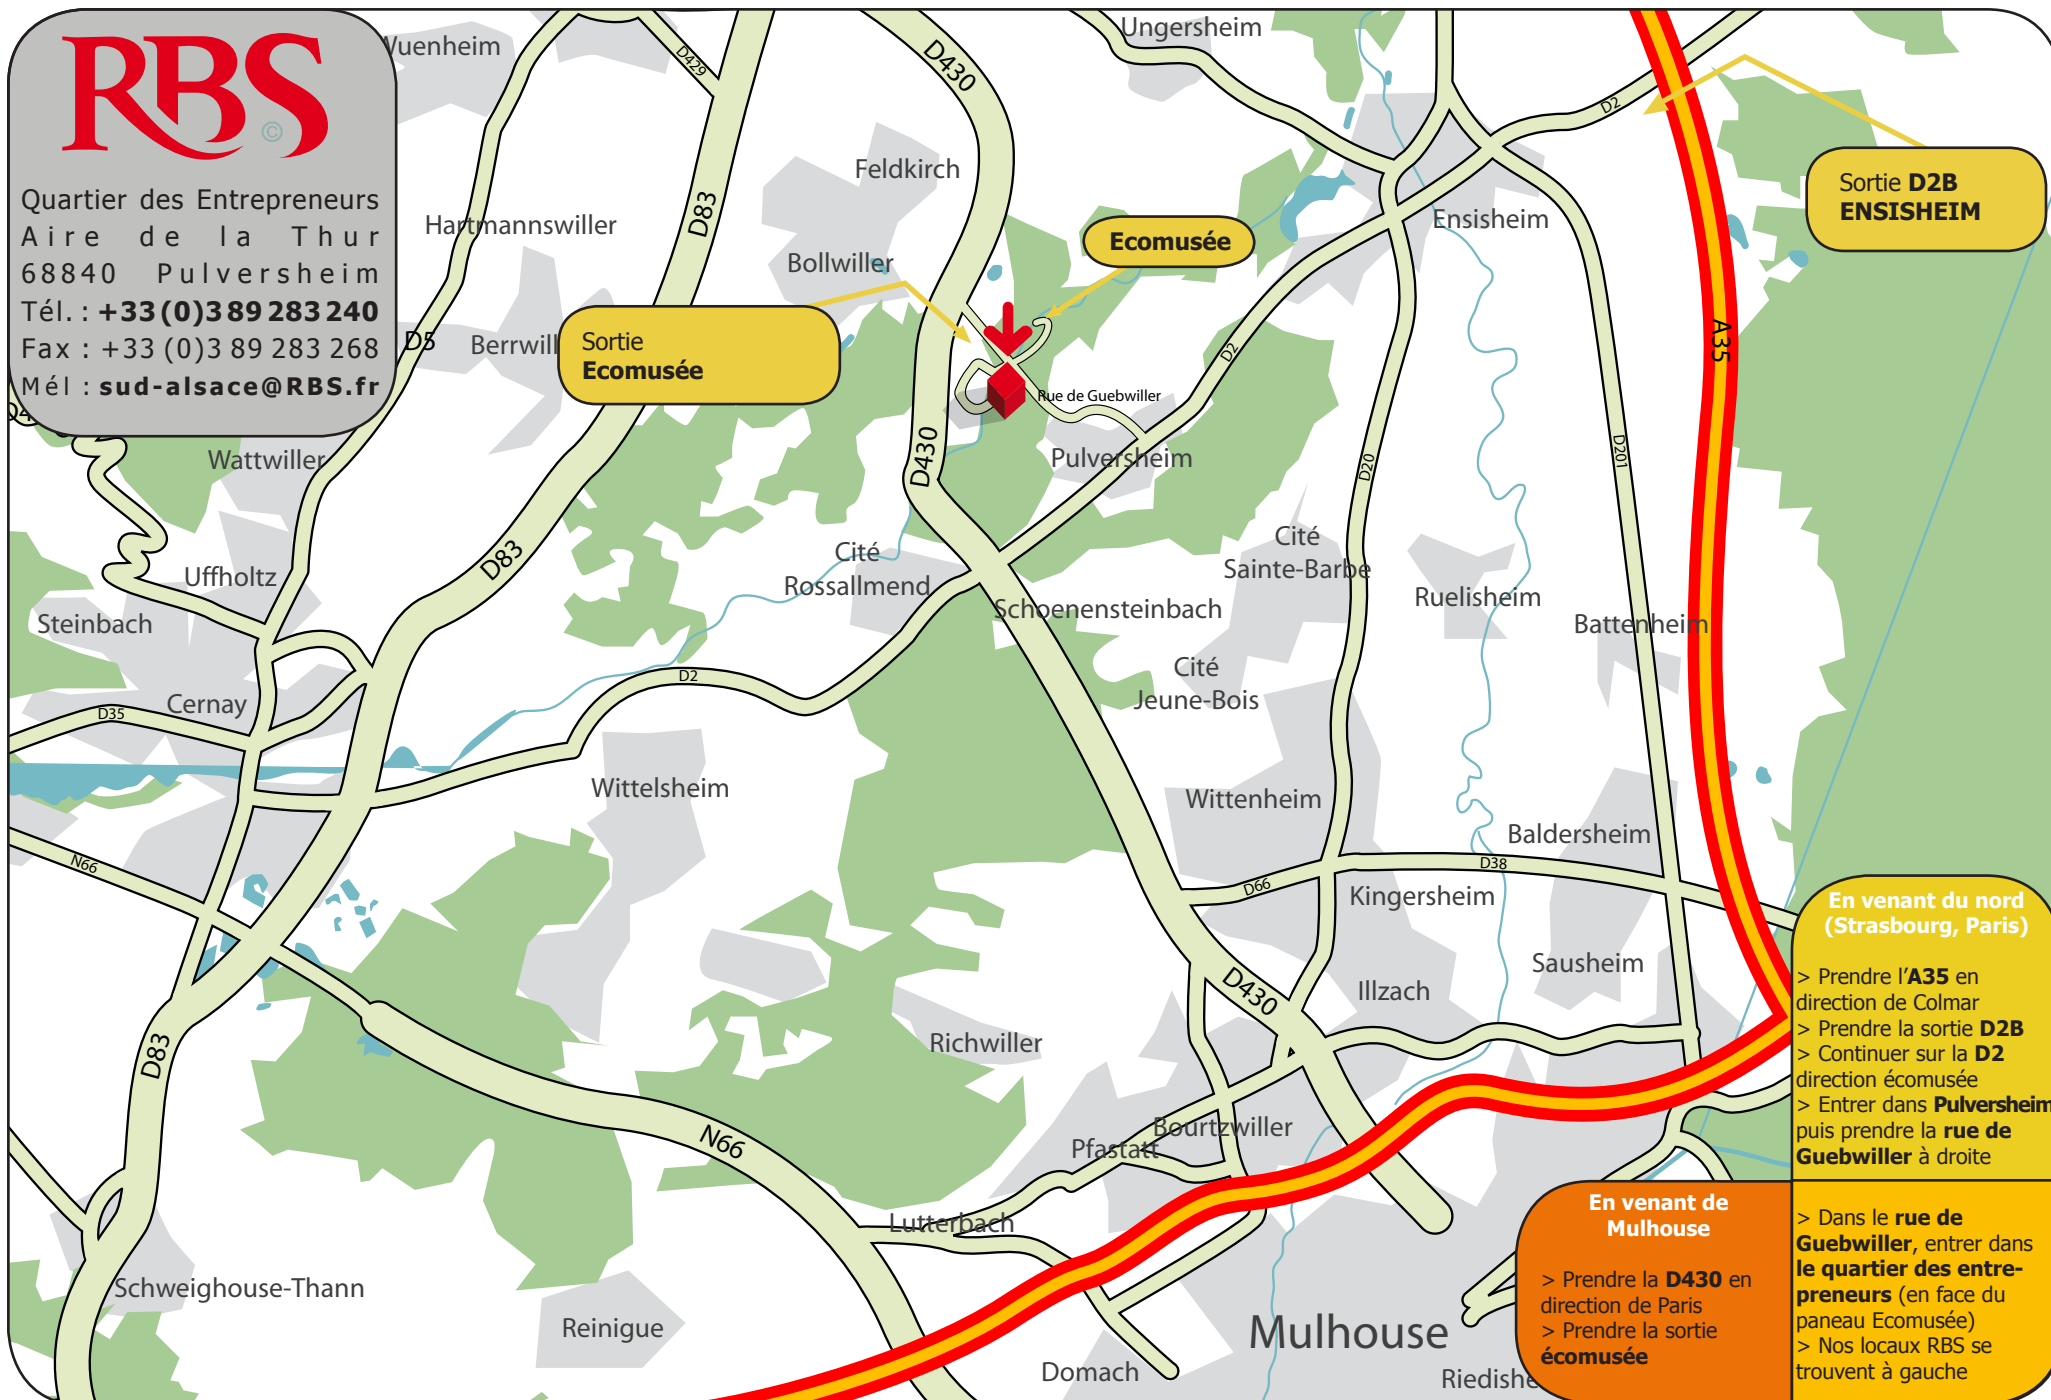 RBS
©
Quartier des Entrepreneurs
Aire de la Thur
68840 Pulversheim
Tél. : +33 (0)3 89 283 240
Fax : +33 (0)3 89 283 268
Mél : sud-alsace@RBS.fr
D429
D430
Ungersheim
D2
Feldkirch
D83
Hartmannswiller
Bollwiller
Ecomusée
Ensisheim
Sortie D2B
ENSISHEIM
D5
Sortie
Ecomusée
D2
A35
Rue de Guebwiller
Wattwiller
D430
Pulversheim
D20
D201
Uffholtz
D83
Cité
Rossallmend
Cité
Sainte-Barbe
Steinbach
Schoenensteinbach
Ruelisheim
Battenheim
Cernay
D35
D2
Cité
Jeune-Bois
Wittelsheim
Wittenheim
Baldersheim
N66
D66
D38
Kingersheim
D430
Illzach
Sausheim
D83
Richwiller
N66
Bourtzwiller
Pfastatt
Lutterbach
Schweighouse-Thann
Reinigue
Mulhouse
Domach
En venant du nord
(Strasbourg, Paris)
> Prendre l'A35 en
direction de Colmar
> Prendre la sortie D2B
> Continuer sur la D2
direction écomusée
> Entrer dans Pulversheim
puis prendre la rue de
Guebwiller à droite
En venant de
Mulhouse
> Prendre la D430 en
direction de Paris
> Prendre la sortie
écomusée
> Dans le rue de
Guebwiller, entrer dans
le quartier des entre-
preneurs (en face du
paneau Ecomusée)
> Nos locaux RBS se
trouvent à gauche